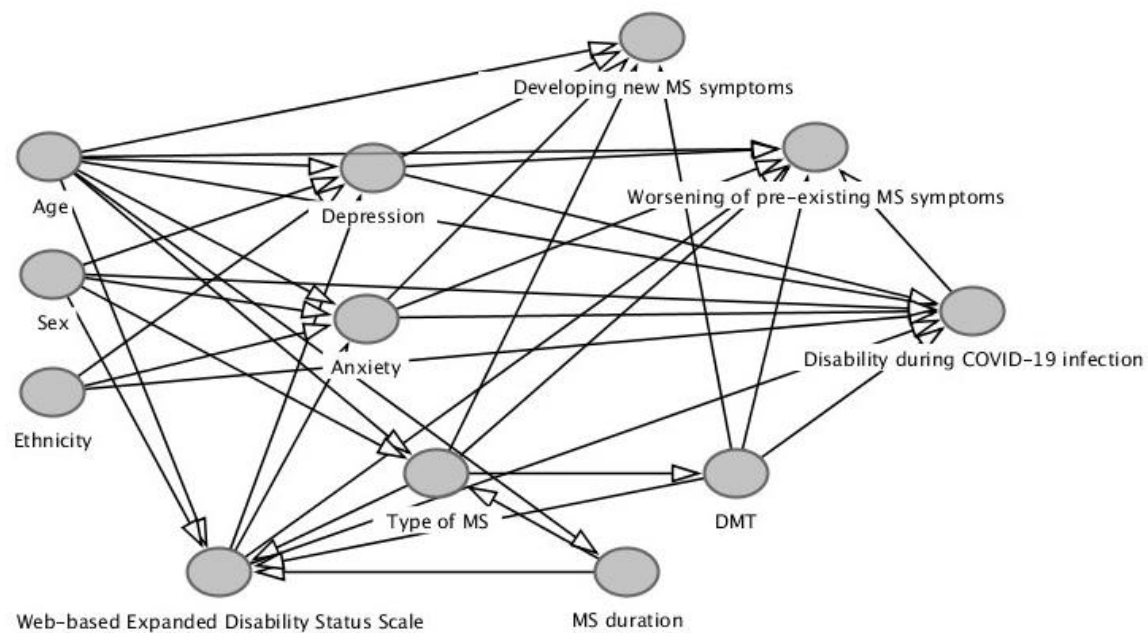 Developing new MS symptoms
Worsening of pre-existing MS symptoms
Age
Depression
Sex
Disability during COVID-19 infection
Anxiety
Ethnicity
Type of MS
DMT
Web-based Expanded Disability Status Scale
MS duration